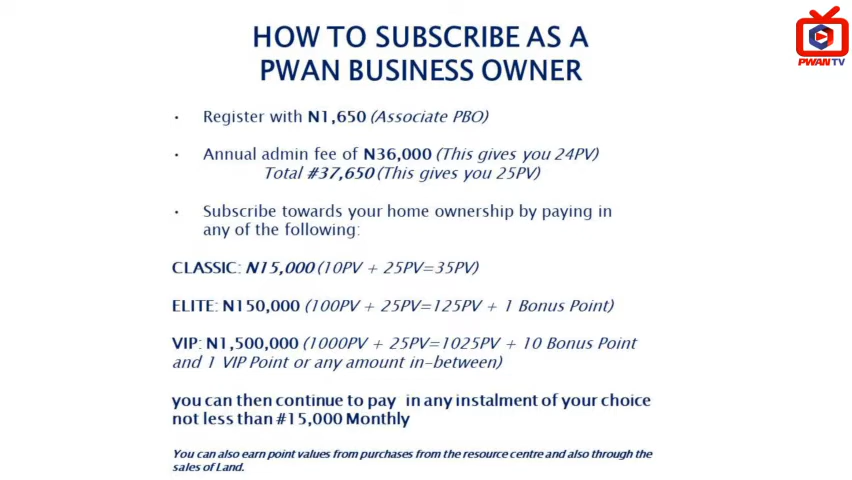 HOW TO SUBSCRIBE AS A
PWAN BUSINESS OWNER
PWAN TV
• Register with N1,650 (Associate PBO)
• Annual admin fee of N36,000 (This gives you 24PV)
Total #37,650 (This gives you 25PV)
• Subscribe towards your home ownership by paying in
any of the following:
CLASSIC: N15,000 (10PV + 25PV=35PV)
ELITE: N150,000 (100PV + 25PV=125PV + 1 Bonus Point)
VIP: N1,500,000 (1000PV + 25PV=1025PV + 10 Bonus Point
and 1 VIP Point or any amount in-between)
you can then continue to pay in any instalment of your choice
not less than #15,000 Monthly
You can also earn point values from purchases from the resource centre and also through the
sales of Land.